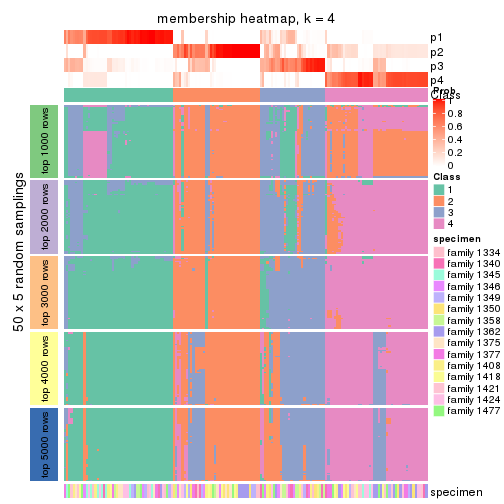 membership heatmap, k = 4
p1
p2
p3
p4
Class
Prob
1
0.8
0.6
0.4
0.2
0
Class
1
2
3
4
specimen
family 1334
family 1340
family 1345
family 1346
family 1349
family 1350
family 1358
family 1362
family 1375
family 1377
family 1408
family 1418
family 1421
family 1424
family 1477
50 x 5 random samplings
top 1000 rows
top 2000 rows
top 3000 rows
top 4000 rows
top 5000 rows
specimen